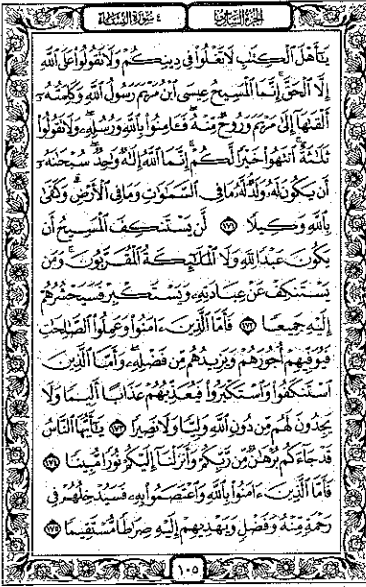 الجزء السادس
٤ سورة النساء
يَٰٓأَهۡلَ ٱلۡكِتَٰبِ لَا تَغۡلُواْ فِي دِينِكُمۡ وَلَا تَقُولُواْ عَلَى ٱللَّهِ
إِلَّا ٱلۡحَقَّۚ إِنَّمَا ٱلۡمَسِيحُ عِيسَى ٱبۡنُ مَرۡيَمَ رَسُولُ ٱللَّهِ وَكَلِمَتُهُۥٓ
أَلۡقَىٰهَآ إِلَىٰ مَرۡيَمَ وَرُوحٞ مِّنۡهُۖ فَـَٔامِنُواْ بِٱللَّهِ وَرُسُلِهِۦۖ وَلَا تَقُولُواْ
ثَلَٰثَةٌۚ ٱنتَهُواْ خَيۡرٗا لَّكُمۡۚ إِنَّمَا ٱللَّهُ إِلَٰهٞ وَٰحِدٞۖ سُبۡحَٰنَهُۥٓ
أَن يَكُونَ لَهُۥ وَلَدٞۘ لَّهُۥ مَا فِي ٱلسَّمَٰوَٰتِ وَمَا فِي ٱلۡأَرۡضِۗ وَكَفَىٰ
بِٱللَّهِ وَكِيلٗا ١٧١ لَّن يَسۡتَنكِفَ ٱلۡمَسِيحُ أَن
يَكُونَ عَبۡدٗا لِّلَّهِ وَلَا ٱلۡمَلَٰٓئِكَةُ ٱلۡمُقَرَّبُونَۚ وَمَن
يَسۡتَنكِفۡ عَنۡ عِبَادَتِهِۦ وَيَسۡتَكۡبِرۡ فَسَيَحۡشُرُهُمۡ
إِلَيۡهِ جَمِيعٗا ١٧٢ فَأَمَّا ٱلَّذِينَ ءَامَنُواْ وَعَمِلُواْ ٱلصَّٰلِحَٰتِ
فَيُوَفِّيهِمۡ أُجُورَهُمۡ وَيَزِيدُهُم مِّن فَضۡلِهِۦۖ وَأَمَّا ٱلَّذِينَ
ٱسۡتَنكَفُواْ وَٱسۡتَكۡبَرُواْ فَيُعَذِّبُهُمۡ عَذَابًا أَلِيمٗا وَلَا
يَجِدُونَ لَهُم مِّن دُونِ ٱللَّهِ وَلِيّٗا وَلَا نَصِيرٗا ١٧٣ يَٰٓأَيُّهَا ٱلنَّاسُ
قَدۡ جَآءَكُم بُرۡهَٰنٞ مِّن رَّبِّكُمۡ وَأَنزَلۡنَآ إِلَيۡكُمۡ نُورٗا مُّبِينٗا ١٧٤
فَأَمَّا ٱلَّذِينَ ءَامَنُواْ بِٱللَّهِ وَٱعۡتَصَمُواْ بِهِۦ فَسَيُدۡخِلُهُمۡ فِي
رَحۡمَةٖ مِّنۡهُ وَفَضۡلٖ وَيَهۡدِيهِمۡ إِلَيۡهِ صِرَٰطٗا مُّسۡتَقِيمٗا ١٧٥
١٠٥